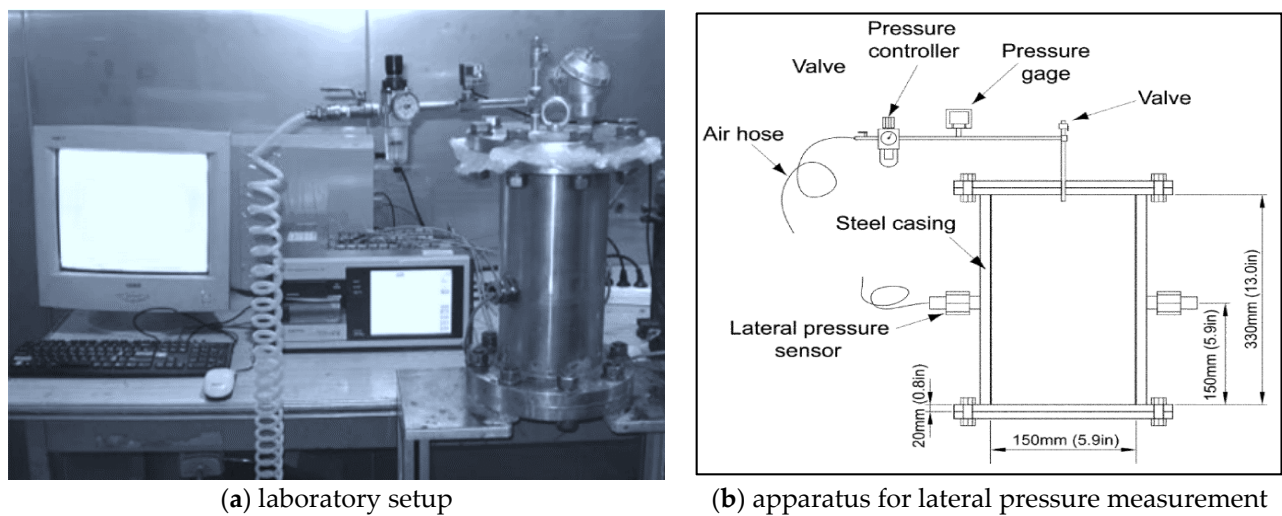 Pressure
controller
Valve
Pressure
gage
Valve
Air hose
Steel casing
Lateral pressure
sensor
330mm (13.0in)
150mm (5.9in)
20mm (0.8in)
150mm (5.9in)
(a) laboratory setup
(b) apparatus for lateral pressure measurement